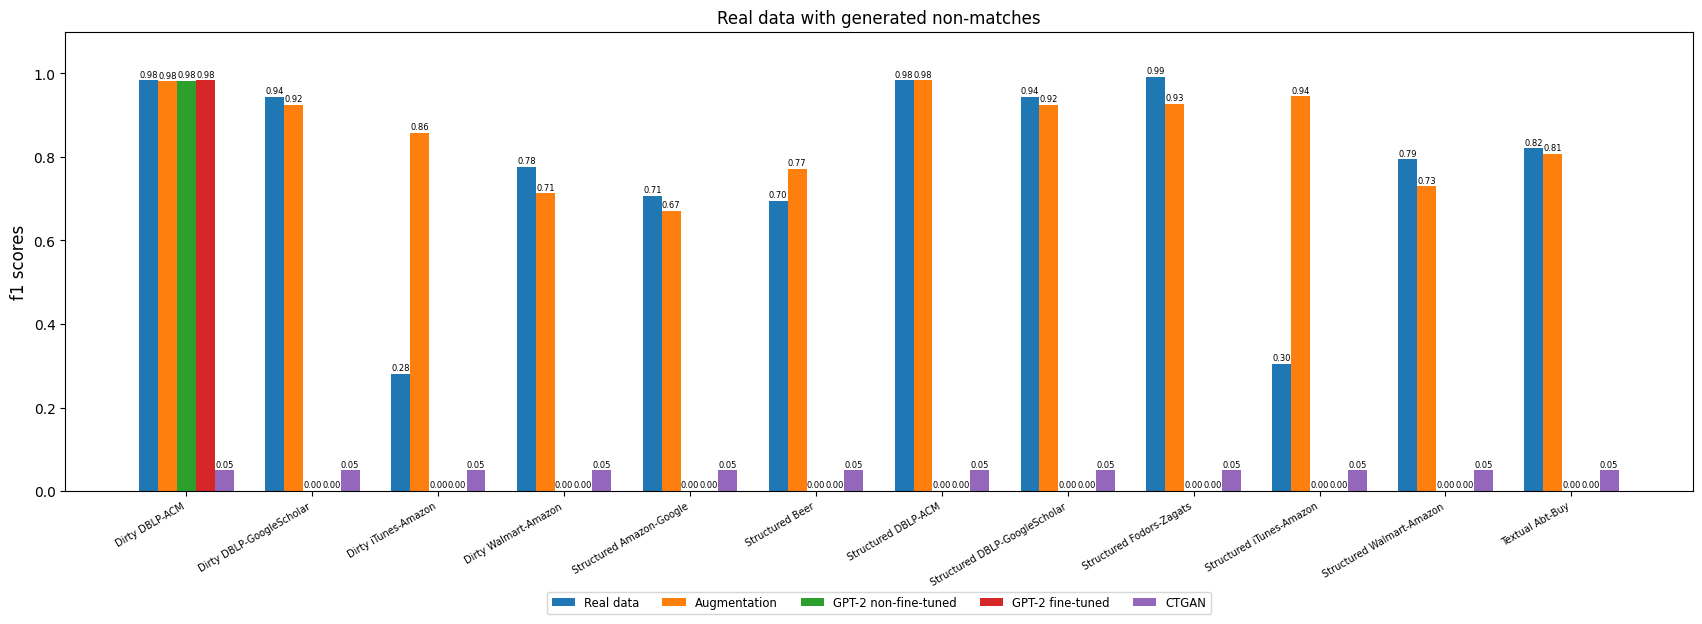 Real data with generated non-matches
f1 scores
1.0
0.8
0.6
0.4
0.2
0.0
0.98 0.98 0.98 0.98 0.05
0.94 0.92 0.00 0.00 0.05
0.28 0.86 0.00 0.00 0.05
0.78 0.71 0.00 0.00 0.05
0.71 0.67 0.00 0.00 0.05
0.70 0.77 0.00 0.00 0.05
0.98 0.98 0.00 0.00 0.05
0.94 0.92 0.00 0.00 0.05
0.99 0.93 0.00 0.00 0.05
0.30 0.94 0.00 0.00 0.05
0.79 0.73 0.00 0.00 0.05
0.82 0.81 0.00 0.00 0.05
Dirty DBLP-ACM
Dirty DBLP-GoogleScholar
Dirty iTunes-Amazon
Dirty Walmart-Amazon
Structured Amazon-Google
Structured Beer
Structured DBLP-ACM
Structured DBLP-GoogleScholar
Structured Fodors-Zagats
Structured iTunes-Amazon
Structured Walmart-Amazon
Textual Abt-Buy
Real data
Augmentation
GPT-2 non-fine-tuned
GPT-2 fine-tuned
CTGAN